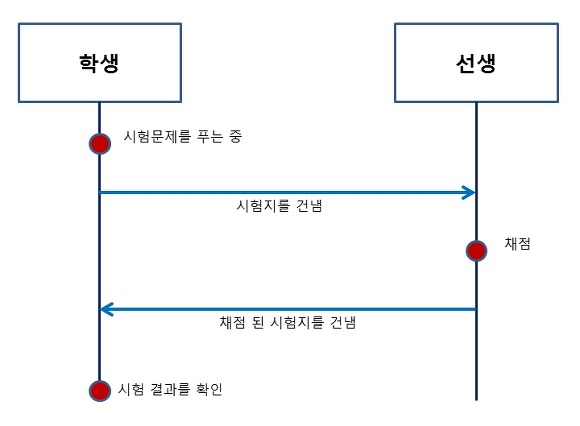 학생
선생
시험문제를 푸는 중
시험지를 건냄
채점
채점 된 시험지를 건냄
시험 결과를 확인